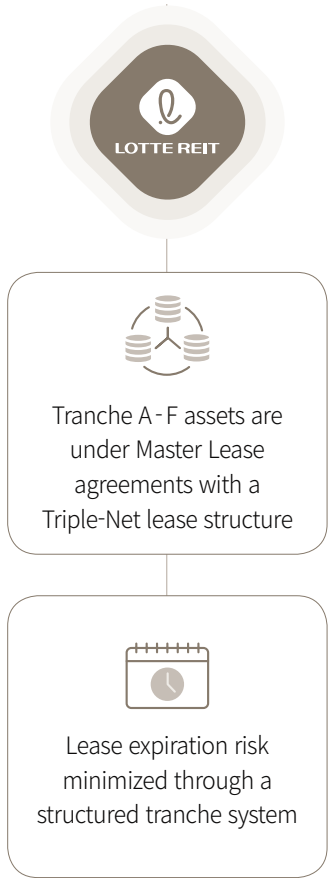 LOTTE REIT
Tranche A - F assets are
under Master Lease
agreements with a
Triple-Net lease structure
Lease expiration risk
minimized through a
structured tranche system